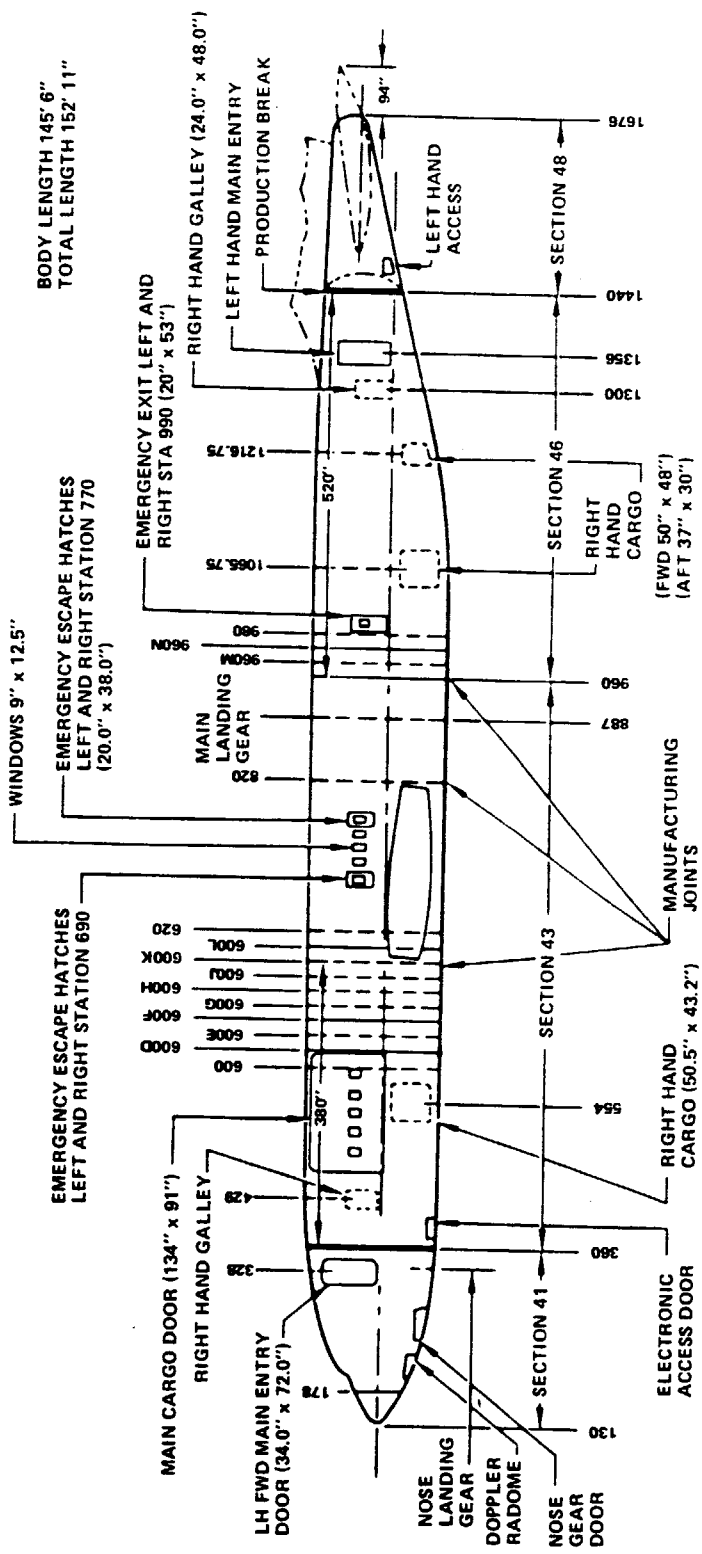 BODY LENGTH 145' 6"
TOTAL LENGTH 152' 11"
WINDOWS 9" x 12.5"
EMERGENCY ESCAPE HATCHES
LEFT AND RIGHT STATION 690
EMERGENCY ESCAPE HATCHES
LEFT AND RIGHT STATION 770
(20.0" x 38.0")
EMERGENCY EXIT LEFT AND
RIGHT STA 990 (20" x 53")
RIGHT HAND GALLEY (24.0" x 48.0")
LEFT HAND MAIN ENTRY
PRODUCTION BREAK
MAIN CARGO DOOR (134" x 91")
RIGHT HAND GALLEY
LH FWD MAIN ENTRY
DOOR (34.0" x 72.0")
MAIN
LANDING
GEAR
178
328
429
600
600D
600E
600F
600G
600H
600J
600K
600L
620
820
960M
960N
980
1065.75
1216.75
380"
520"
94"
LEFT HAND
ACCESS
NOSE
LANDING
GEAR
DOPPLER
RADOME
NOSE
GEAR
DOOR
130
SECTION 41
360
554
SECTION 43
887
960
SECTION 46
1300
1356
1440
SECTION 48
1676
ELECTRONIC
ACCESS DOOR
RIGHT HAND
CARGO (50.5" x 43.2")
MANUFACTURING
JOINTS
RIGHT
HAND
CARGO
(FWD 50" x 48")
(AFT 37" x 30")